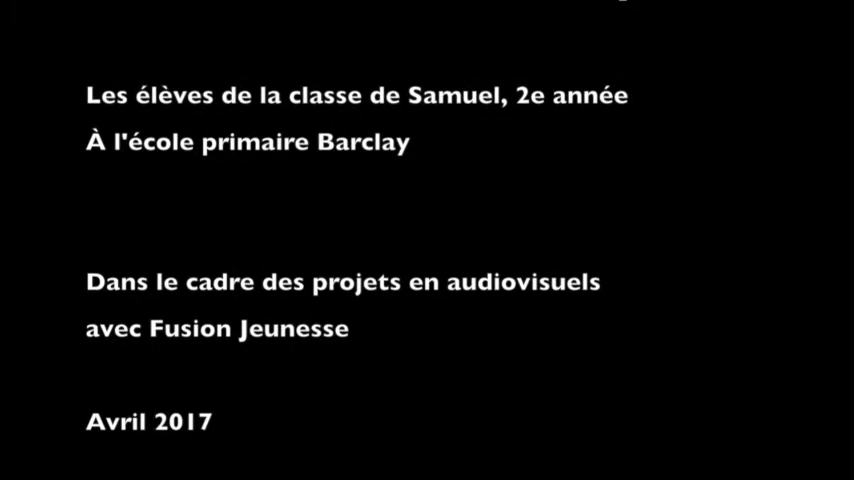 Les élèves de la classe de Samuel, 2e année
À l'école primaire Barclay
Dans le cadre des projets en audiovisuels
avec Fusion Jeunesse
Avril 2017